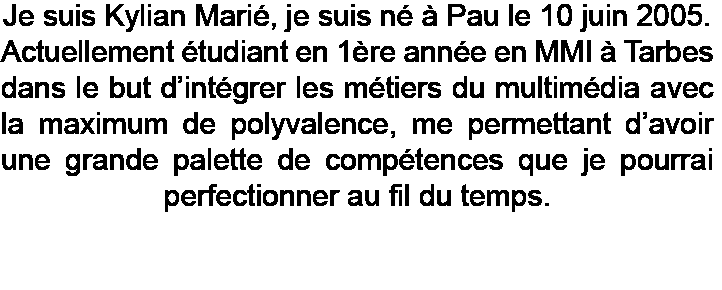 Je suis Kylian Marié, je suis né à Pau le 10 juin 2005.
Actuellement étudiant en 1ère année en MMI à Tarbes
dans le but d’intégrer les métiers du multimédia avec
la maximum de polyvalence, me permettant d’avoir
une grande palette de compétences que je pourrai
perfectionner au fil du temps.